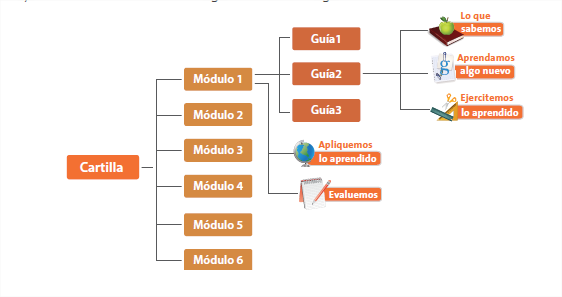 Cartilla
Módulo 1
Módulo 2
Módulo 3
Módulo 4
Módulo 5
Módulo 6
Guía1
Guía2
Guía3
Apliquemos
lo aprendido
Evaluemos
Lo que
sabemos
Aprendamos
algo nuevo
Ejercitemos
lo aprendido